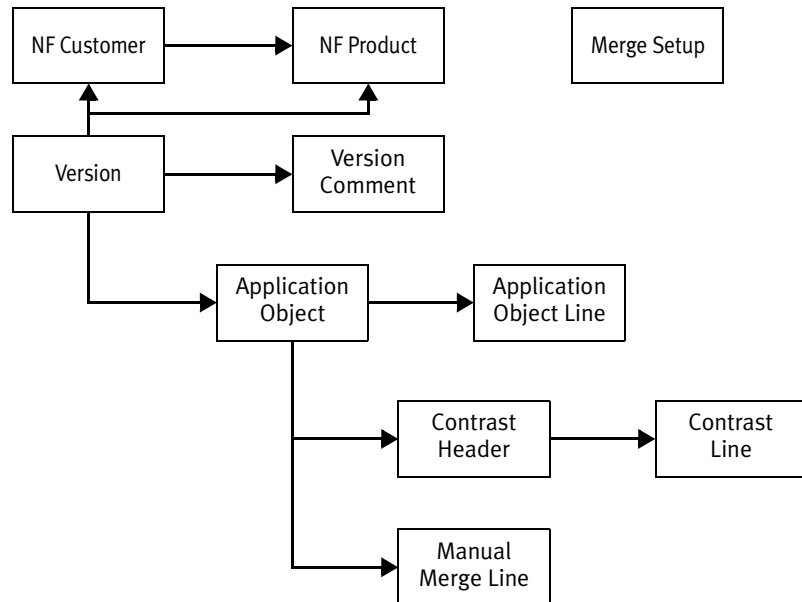 NF Customer
NF Product
Merge Setup
Version
Version
Comment
Application
Object
Application
Object Line
Contrast
Header
Contrast
Line
Manual
Merge Line